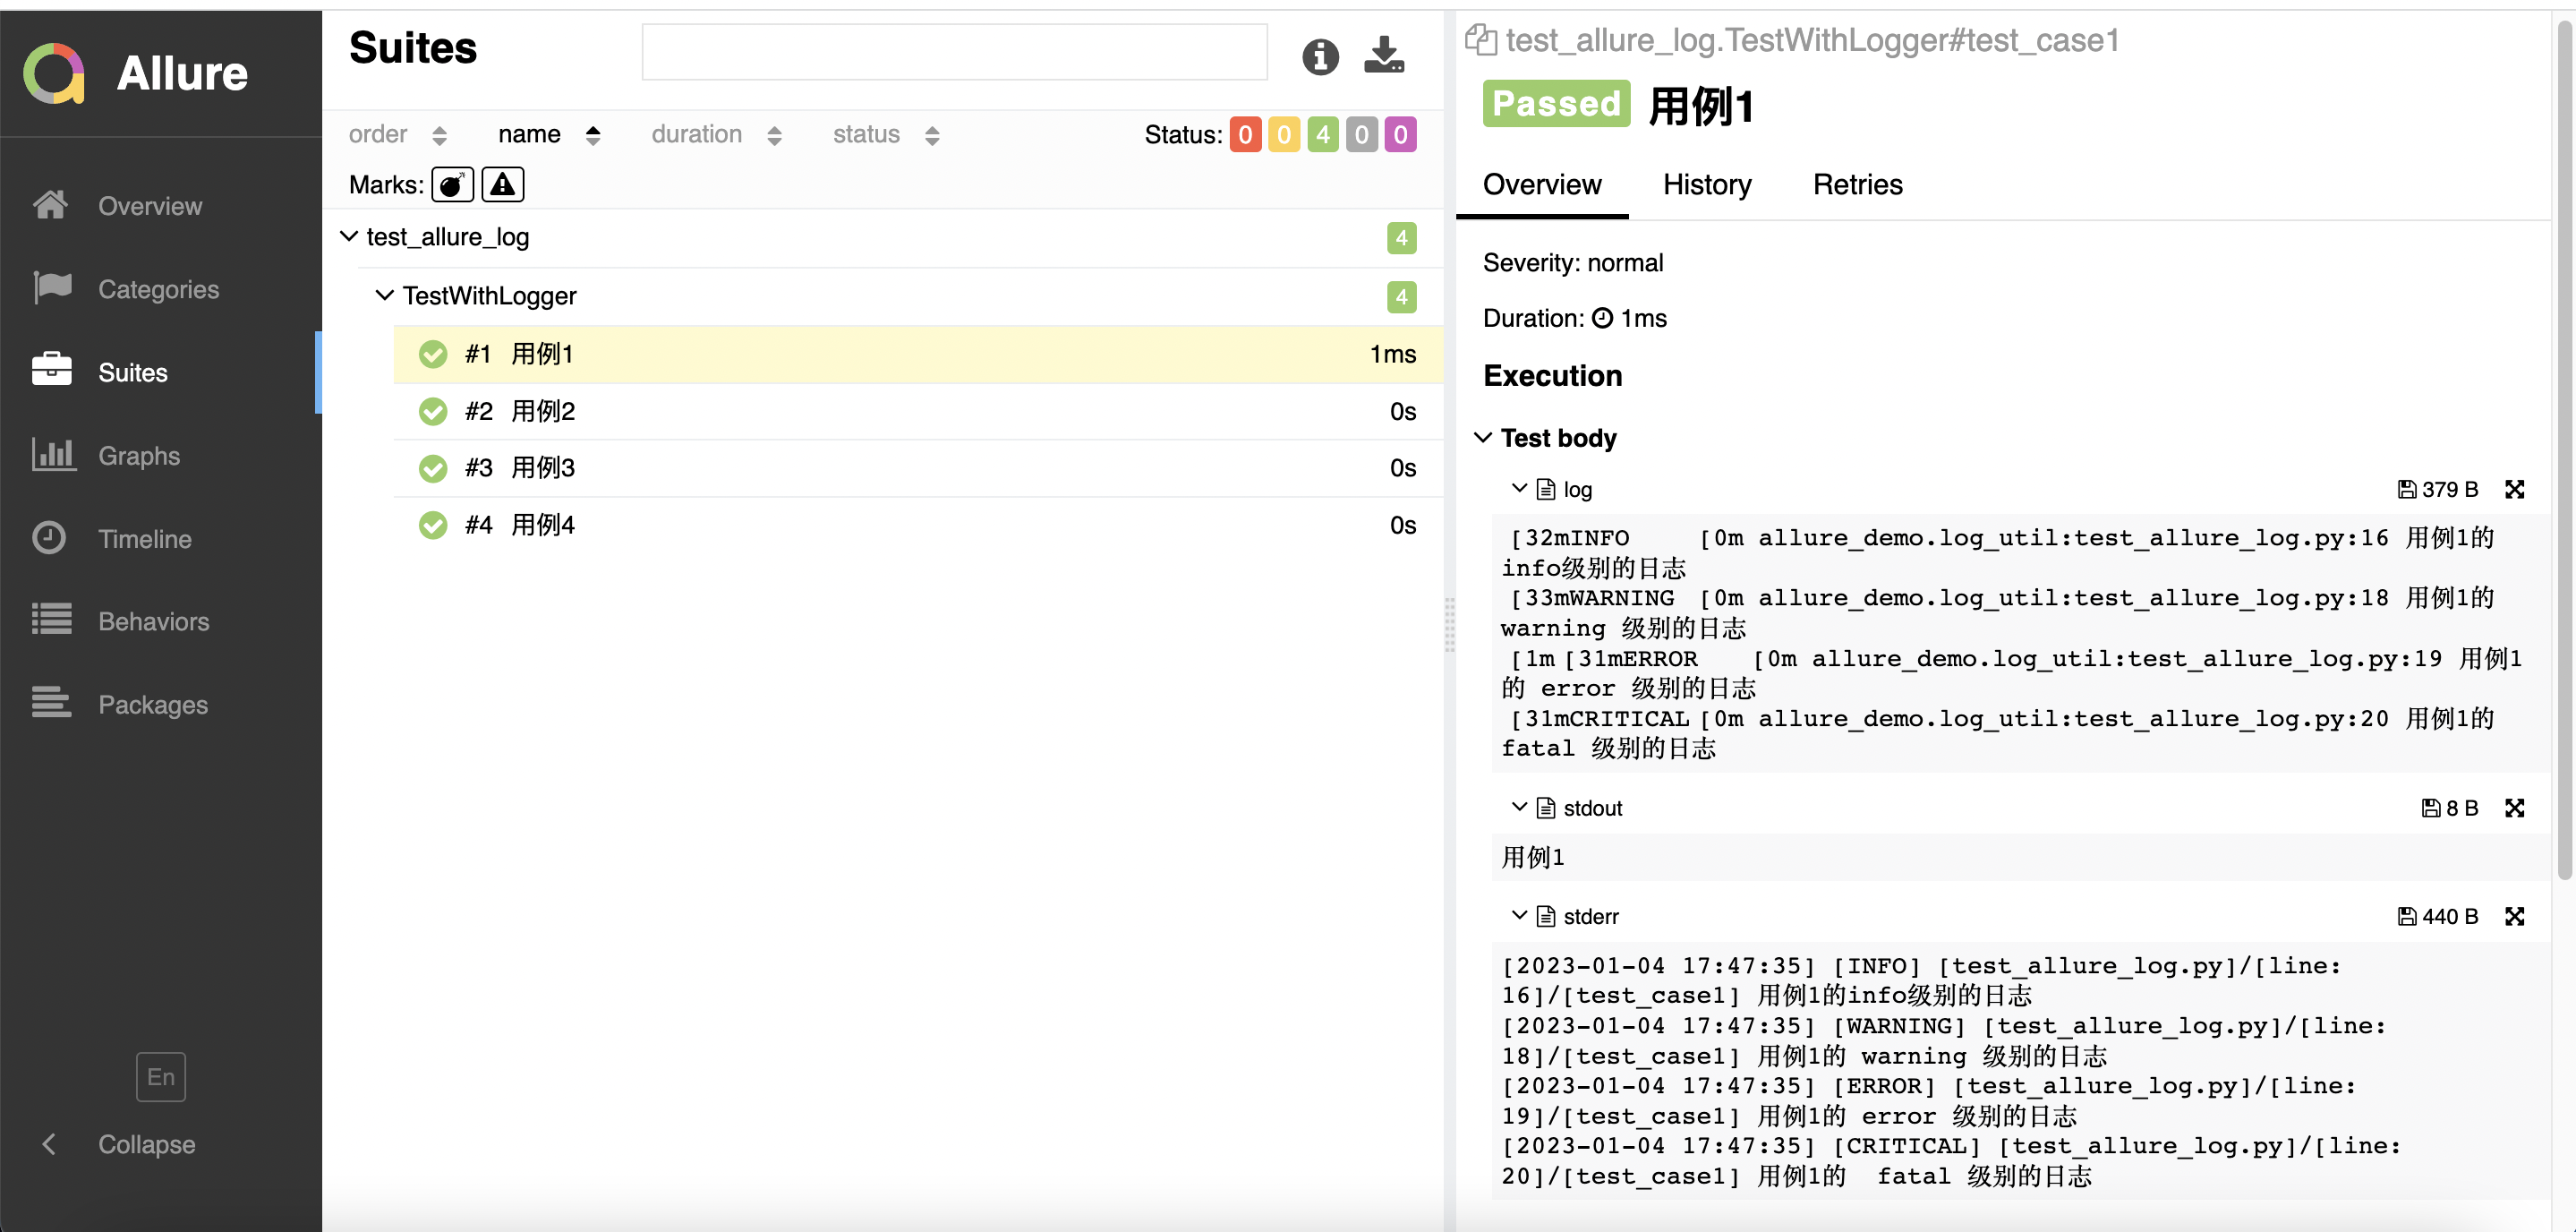 Allure
Overview
Categories
Suites
Graphs
Timeline
Behaviors
Packages
En
Collapse
Suites
order name duration status Status: 0 0 4 0 0
Marks:
test_allure_log 4
TestWithLogger 4
#1 用例1 1ms
#2 用例2 0s
#3 用例3 0s
#4 用例4 0s
test_allure_log.TestWithLogger#test_case1
Passed 用例1
Overview History Retries
Severity: normal
Duration: 1ms
Execution
Test body
log 379 B
[32mINFO [0m allure_demo.log_util:test_allure_log.py:16 用例1的
info级别的日志
[33mWARNING [0m allure_demo.log_util:test_allure_log.py:18 用例1的
warning 级别的日志
[1m[31mERROR [0m allure_demo.log_util:test_allure_log.py:19 用例1
的 error 级别的日志
[31mCRITICAL[0m allure_demo.log_util:test_allure_log.py:20 用例1的
fatal 级别的日志
stdout 8 B
用例1
stderr 440 B
[2023-01-04 17:47:35] [INFO] [test_allure_log.py]/[line:
16]/[test_case1] 用例1的info级别的日志
[2023-01-04 17:47:35] [WARNING] [test_allure_log.py]/[line:
18]/[test_case1] 用例1的 warning 级别的日志
[2023-01-04 17:47:35] [ERROR] [test_allure_log.py]/[line:
19]/[test_case1] 用例1的 error 级别的日志
[2023-01-04 17:47:35] [CRITICAL] [test_allure_log.py]/[line:
20]/[test_case1] 用例1的  fatal 级别的日志